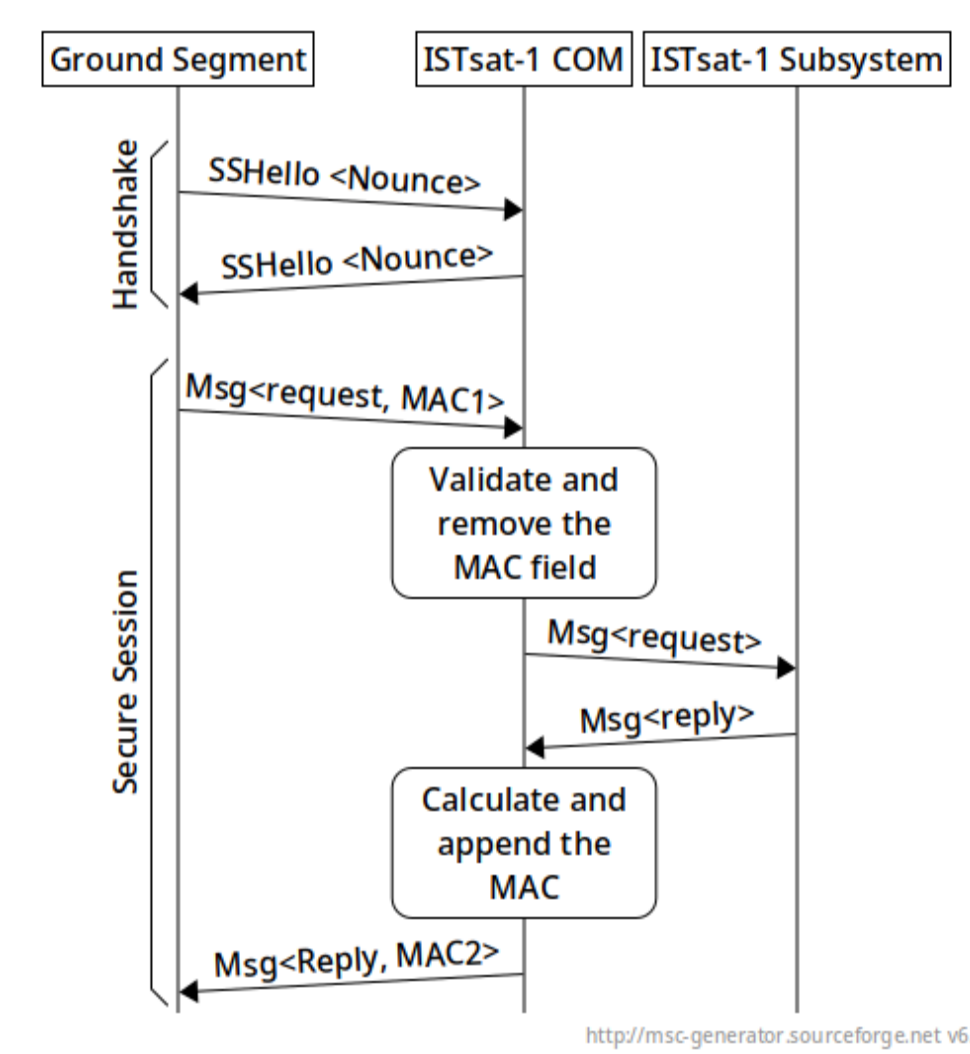 Ground Segment
ISTsat-1 COM
ISTsat-1 Subsystem
Handshake
SSHello <Nounce>
SSHello <Nounce>
Secure Session
Msg<request, MAC1>
Validate and
remove the
MAC field
Msg<request>
Msg<reply>
Calculate and
append the
MAC
Msg<Reply, MAC2>
http://msc-generator.sourceforge.net v6